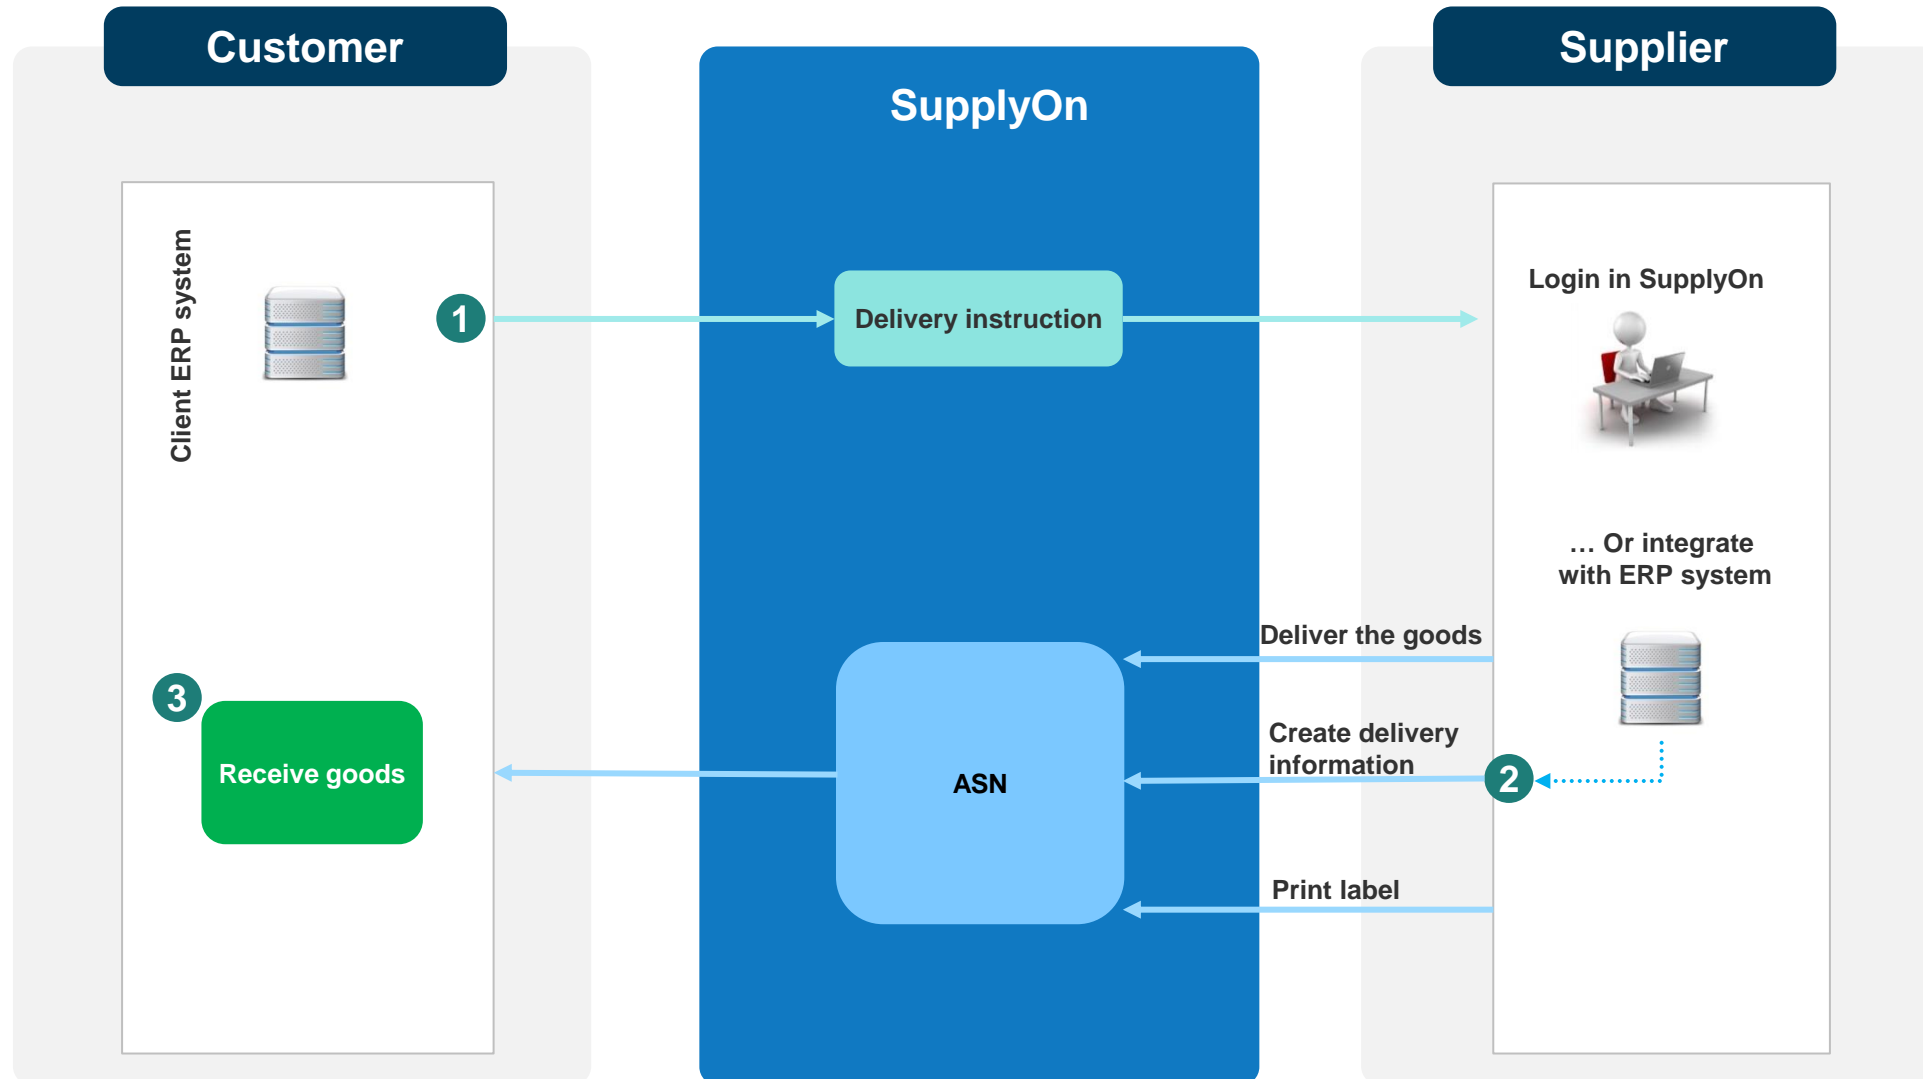 Customer
SupplyOn
Supplier
Client ERP system
1
Delivery instruction
Login in SupplyOn
… Or integrate
with ERP system
Deliver the goods
3
Receive goods
ASN
Create delivery
information
2
Print label